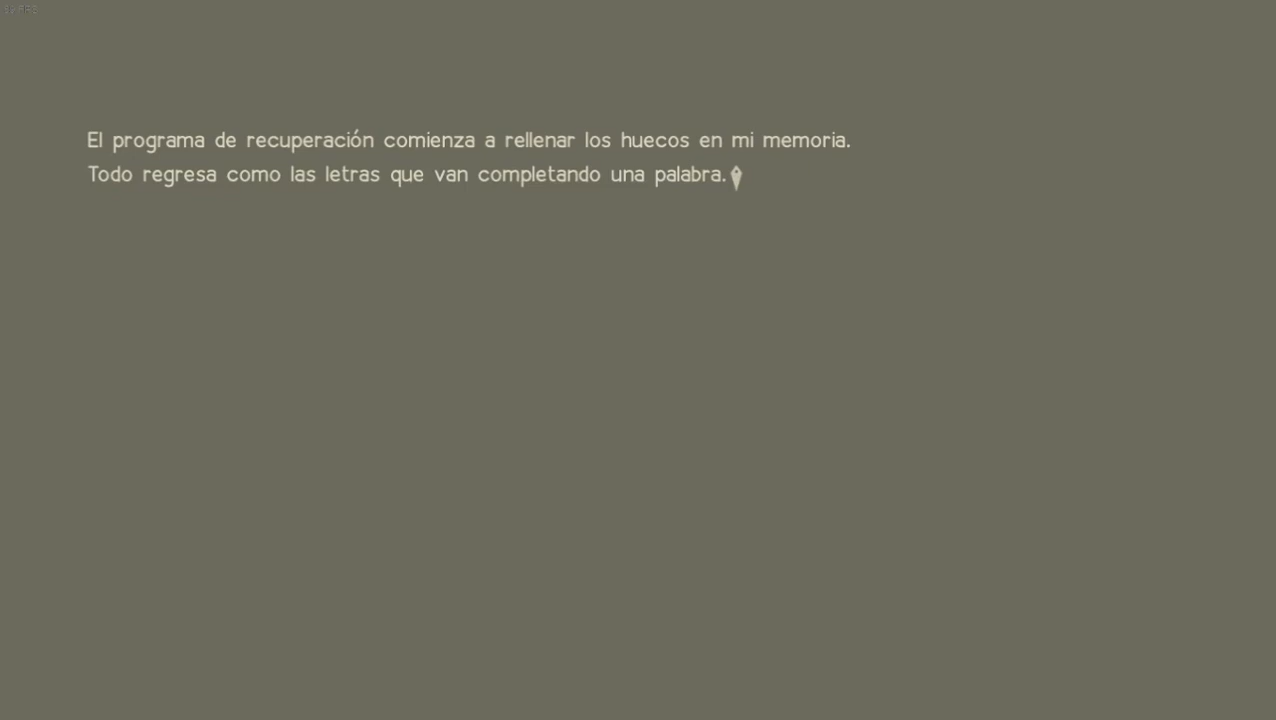 El programa de recuperación comienza a rellenar los huecos en mi memoria.
Todo regresa como las letras que van completando una palabra.